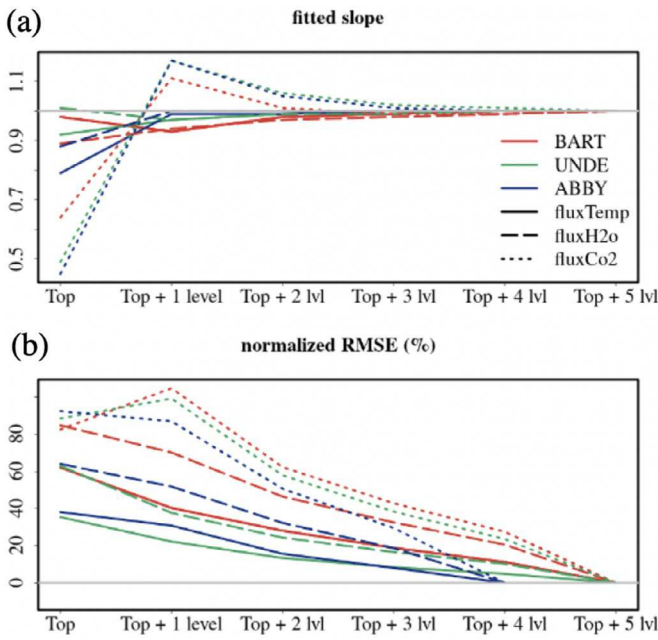 (a)
fitted slope
1.1
0.9
0.7
0.5
BART
UNDE
ABBY
fluxTemp
fluxH2o
fluxCo2
Top
Top + 1 level
Top + 2 lvl
Top + 3 lvl
Top + 4 lvl
Top + 5 lvl
(b)
normalized RMSE (%)
80
60
40
20
0
Top
Top + 1 level
Top + 2 lvl
Top + 3 lvl
Top + 4 lvl
Top + 5 lvl